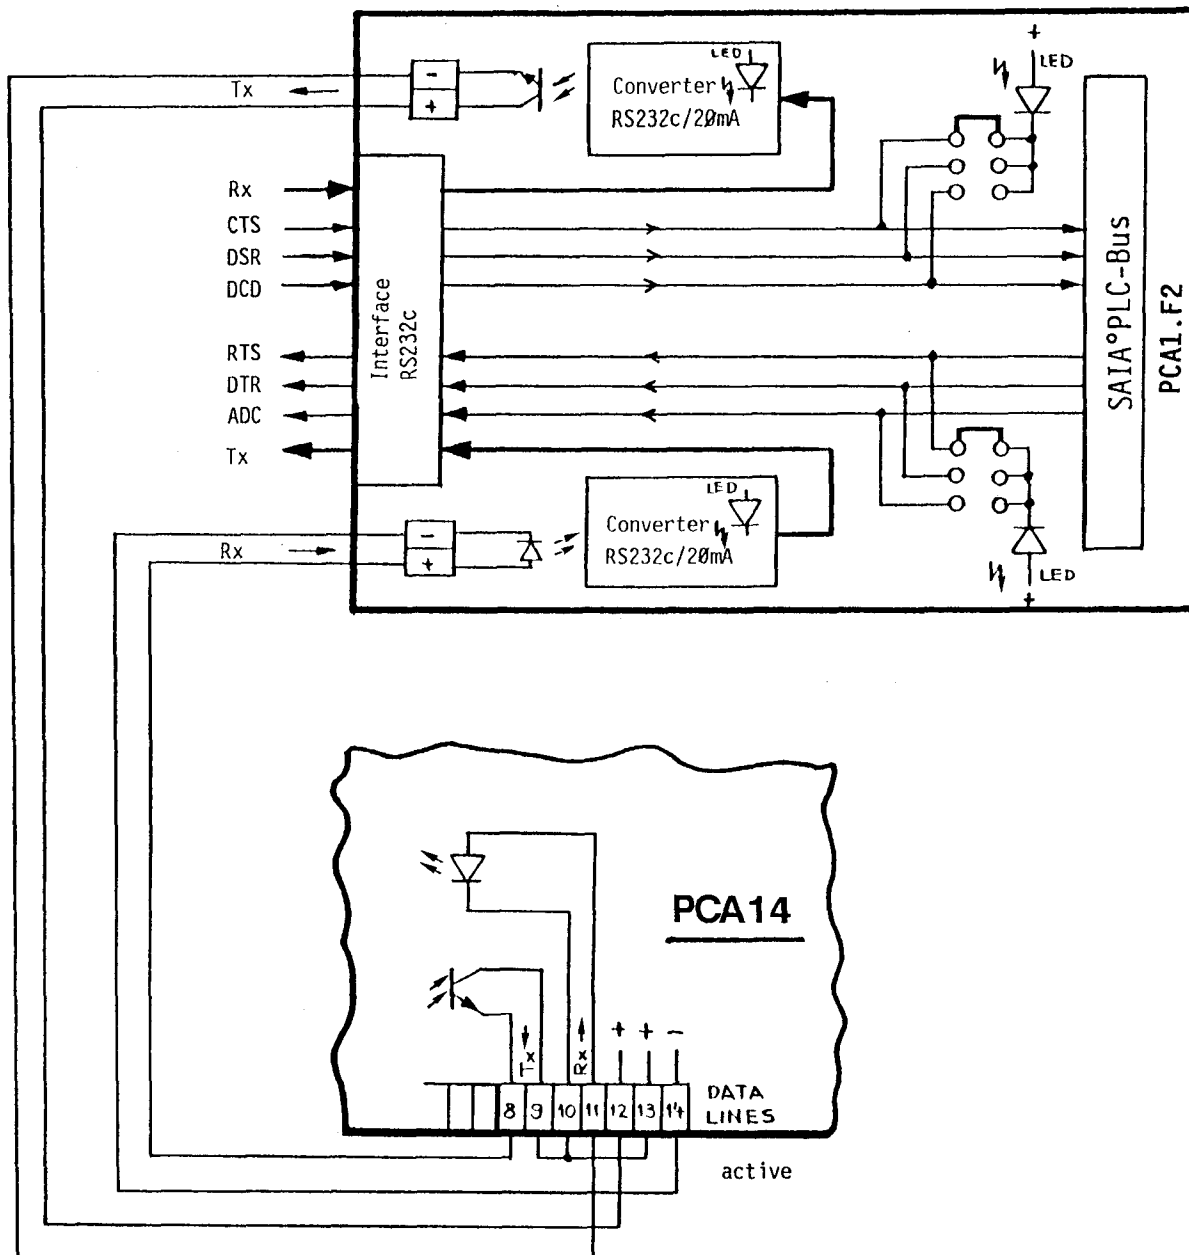 +
LED
LED
Converter
RS232c/20mA
-
+
Tx
Rx
CTS
DSR
DCD
RTS
DTR
ADC
Tx
Interface
RS232c
SAIA°PLC-Bus
PCA1.F2
LED
Converter
RS232c/20mA
-
+
Rx
LED
+
PCA14
Tx
Rx
+ + -
8 9 10 11 12 13 14
DATA
LINES
active